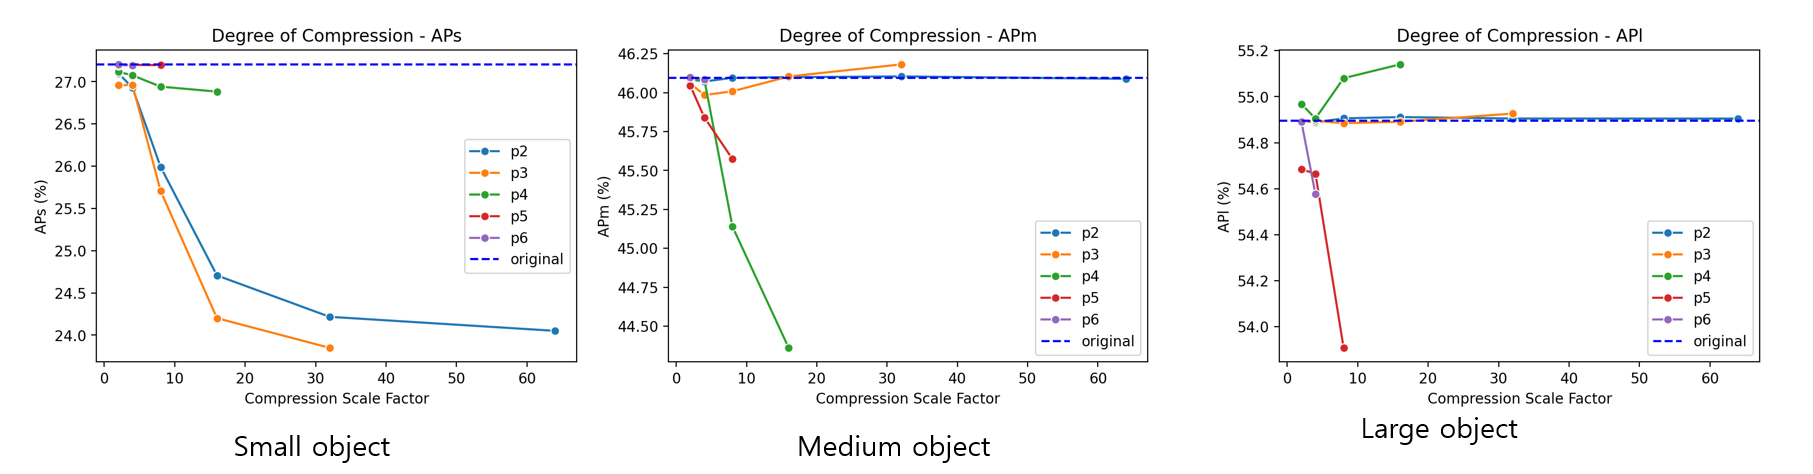 Degree of Compression - APs
27.0
26.5
26.0
25.5
25.0
24.5
24.0
APs (%)
p2
p3
p4
p5
p6
original
0 10 20 30 40 50 60
Compression Scale Factor
Small object
Degree of Compression - APm
46.25
46.00
45.75
45.50
45.25
45.00
44.75
44.50
APm (%)
p2
p3
p4
p5
p6
original
0 10 20 30 40 50 60
Compression Scale Factor
Medium object
Degree of Compression - APl
55.2
55.0
54.8
54.6
54.4
54.2
54.0
APl (%)
p2
p3
p4
p5
p6
original
0 10 20 30 40 50 60
Compression Scale Factor
Large object